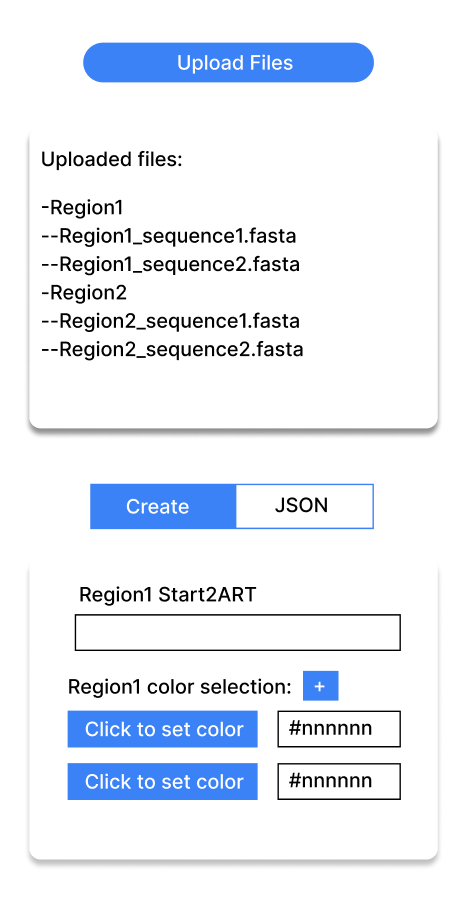 Upload Files
Uploaded files:
-Region1
--Region1_sequence1.fasta
--Region1_sequence2.fasta
-Region2
--Region2_sequence1.fasta
--Region2_sequence2.fasta
Create JSON
Region1 Start2ART
Region1 color selection: +
Click to set color #nnnnnn
Click to set color #nnnnnn